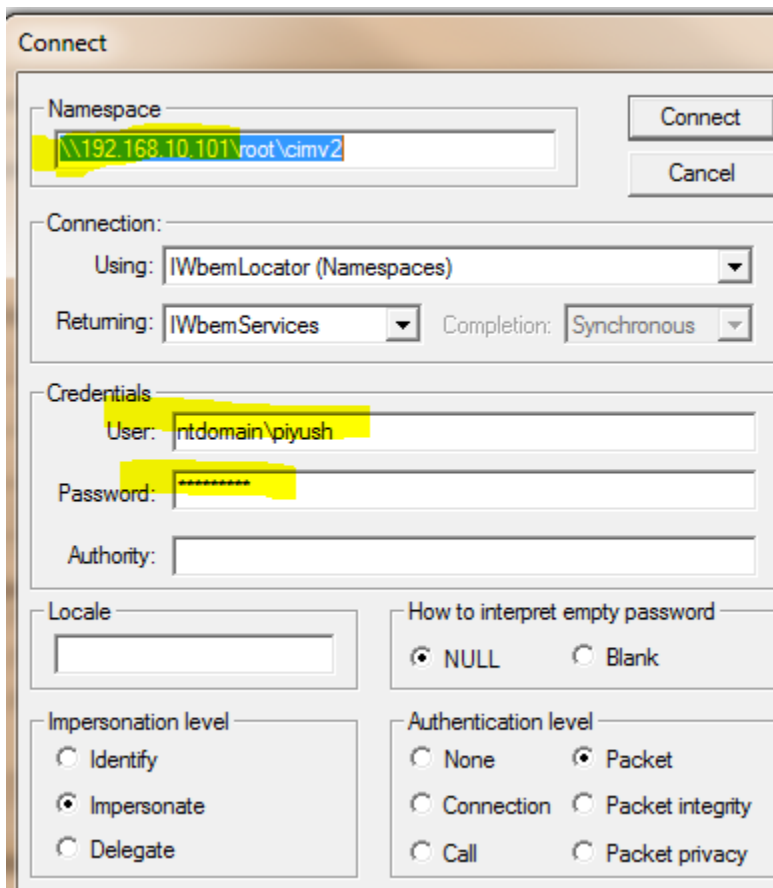 Connect
Namespace
\\192.168.10.101\root\cimv2
Connect
Cancel
Connection:
Using: IWbemLocator (Namespaces)
Returning: IWbemServices Completion: Synchronous
Credentials
User: ntdomain\piyush
Password: *********
Authority:
Locale
How to interpret empty password
NULL Blank
Impersonation level
Identify
Impersonate
Delegate
Authentication level
None Packet
Connection Packet integrity
Call Packet privacy